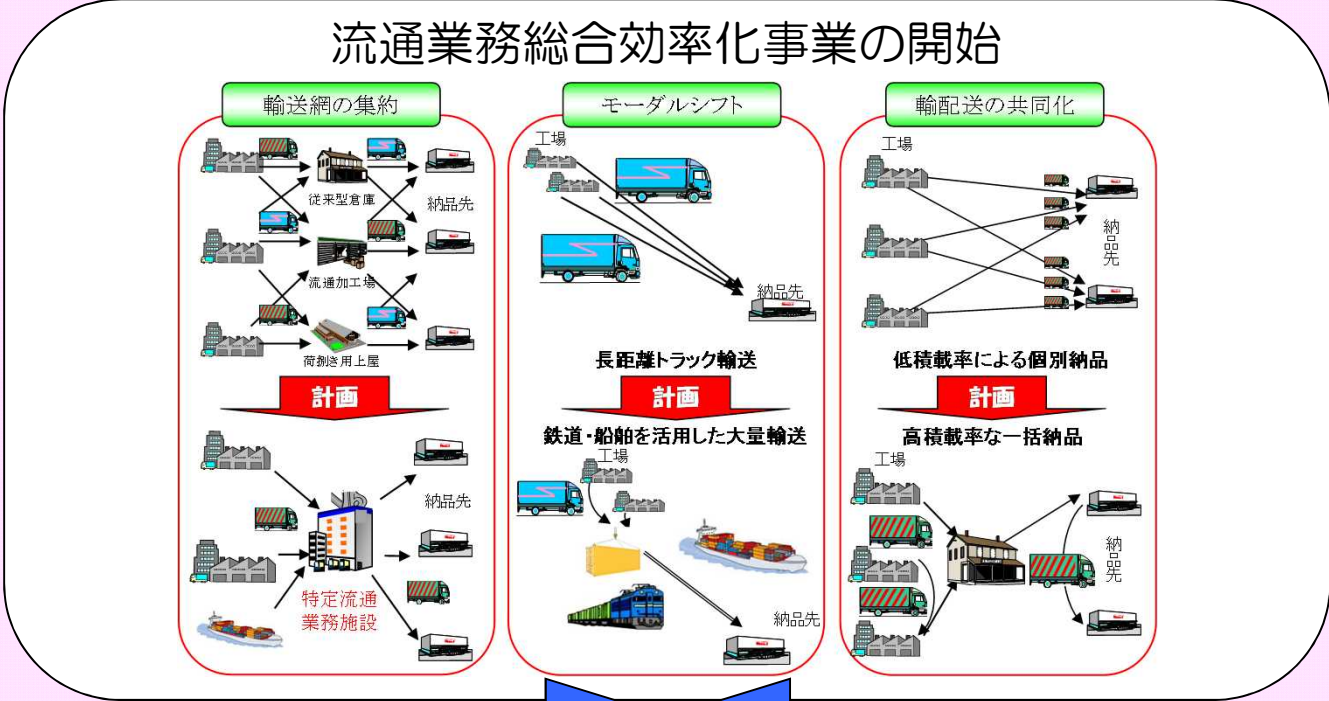 流通業務総合効率化事業の開始
輸送網の集約
従来型倉庫
納品先
流通加工場
荷捌き用上屋
計画
納品先
特定流通
業務施設
モーダルシフト
工場
納品先
長距離トラック輸送
計画
鉄道・船舶を活用した大量輸送
工場
納品先
輸配送の共同化
工場
納品先
低積載率による個別納品
計画
高積載率な一括納品
工場
納品先